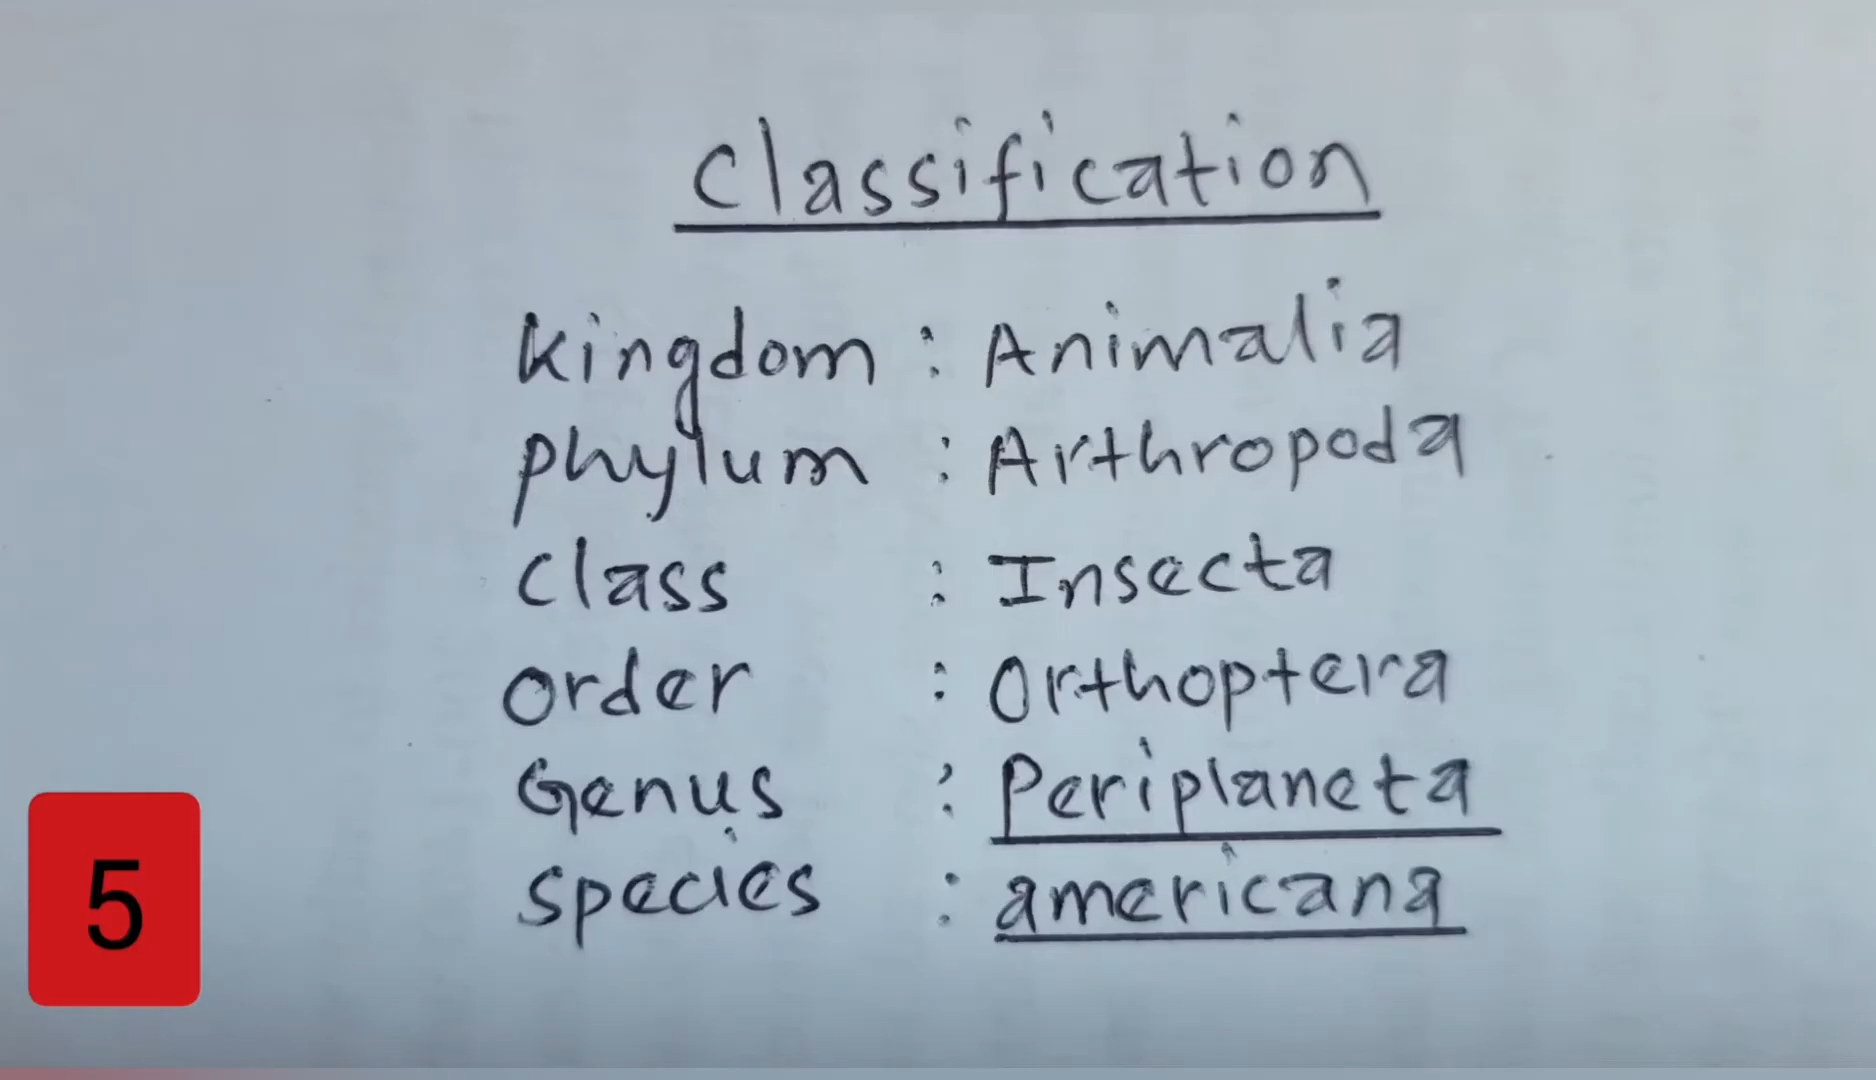 Classification
Kingdom : Animalia
Phylum : Arthropoda
Class : Insecta
Order : Orthoptera
Genus : Periplaneta
Species : americana
5